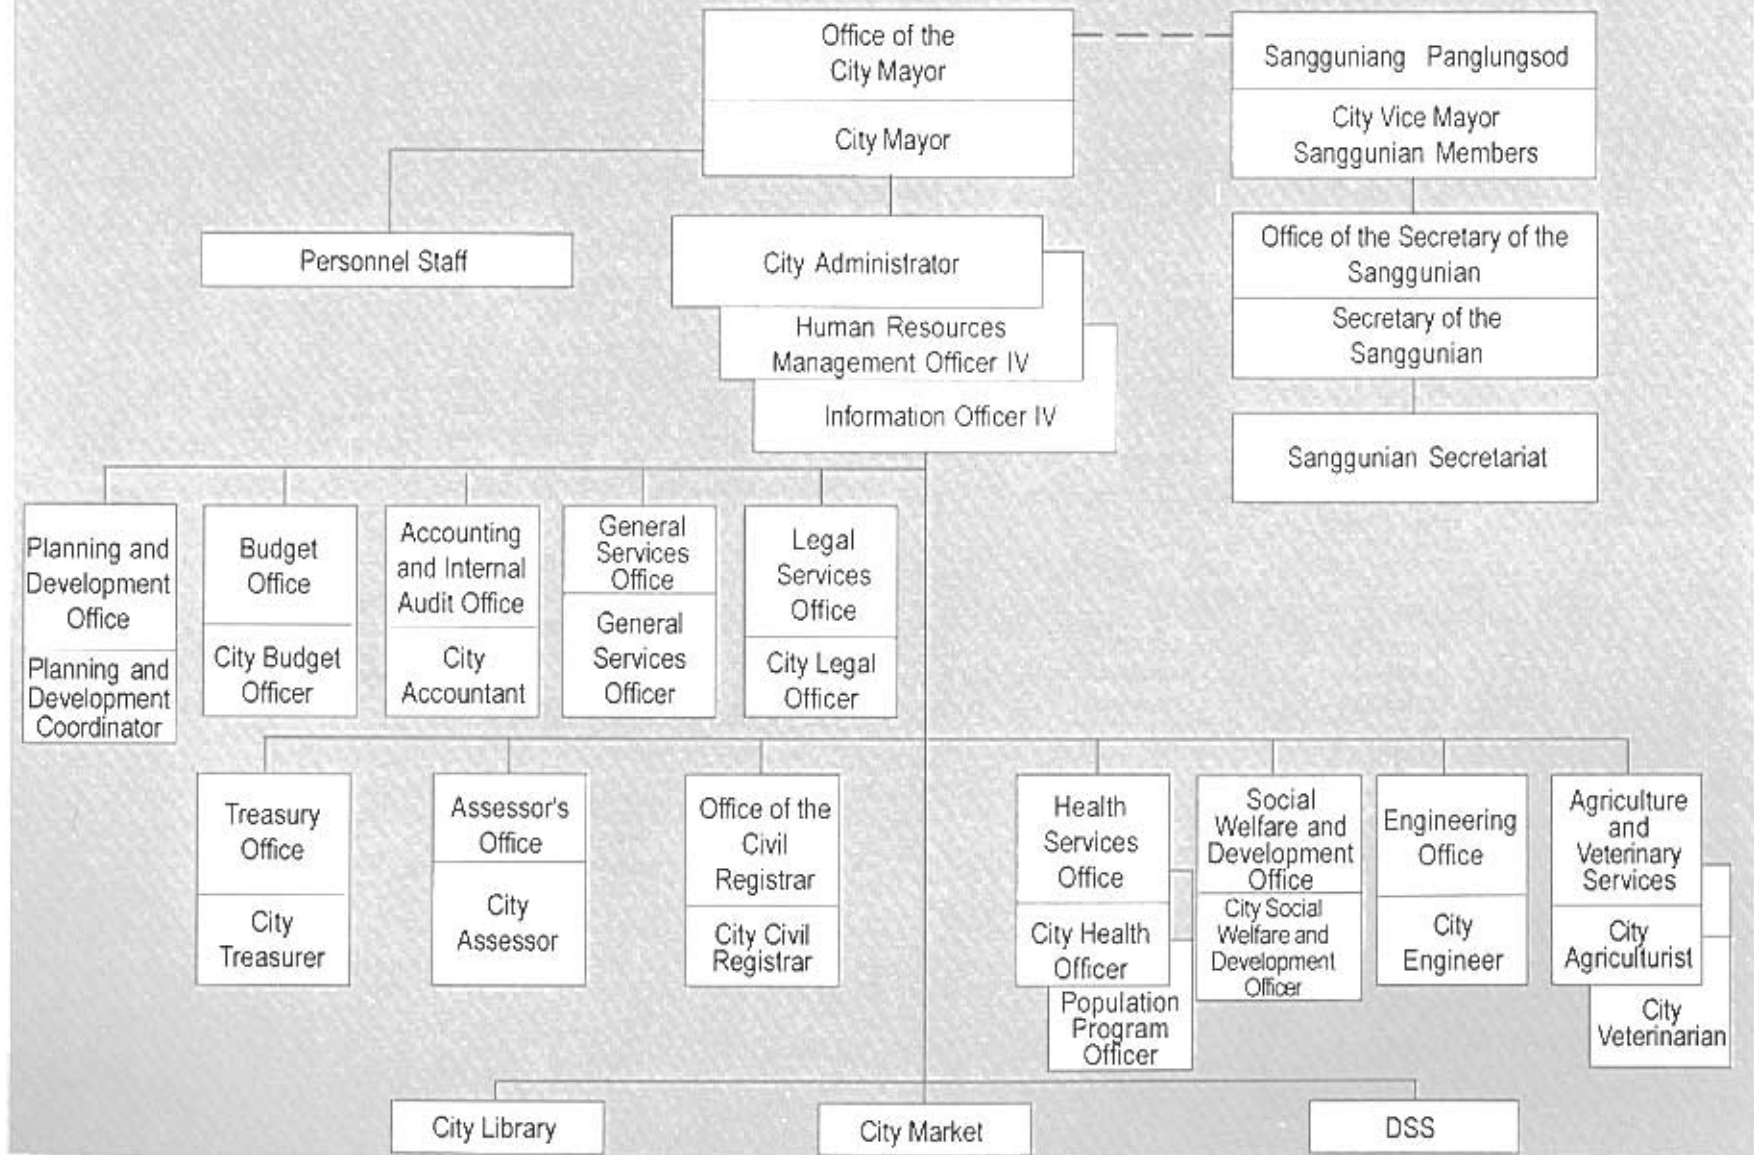 Office of the
City Mayor
City Mayor
Sangguniang Panglungsod
City Vice Mayor
Sanggunian Members
Personnel Staff
City Administrator
Human Resources
Management Officer IV
Information Officer IV
Office of the Secretary of the
Sanggunian
Secretary of the
Sanggunian
Sanggunian Secretariat
Planning and
Development
Office
Planning and
Development
Coordinator
Budget
Office
City Budget
Officer
Accounting
and Internal
Audit Office
City
Accountant
General
Services
Office
General
Services
Officer
Legal
Services
Office
City Legal
Officer
Treasury
Office
City
Treasurer
Assessor's
Office
City
Assessor
Office of the
Civil
Registrar
City Civil
Registrar
Health
Services
Office
City Health
Officer
Population
Program
Officer
Social
Welfare and
Development
Office
City Social
Welfare and
Development
Officer
Engineering
Office
City
Engineer
Agriculture
and
Veterinary
Services
City
Agriculturist
City
Veterinarian
City Library
City Market
DSS